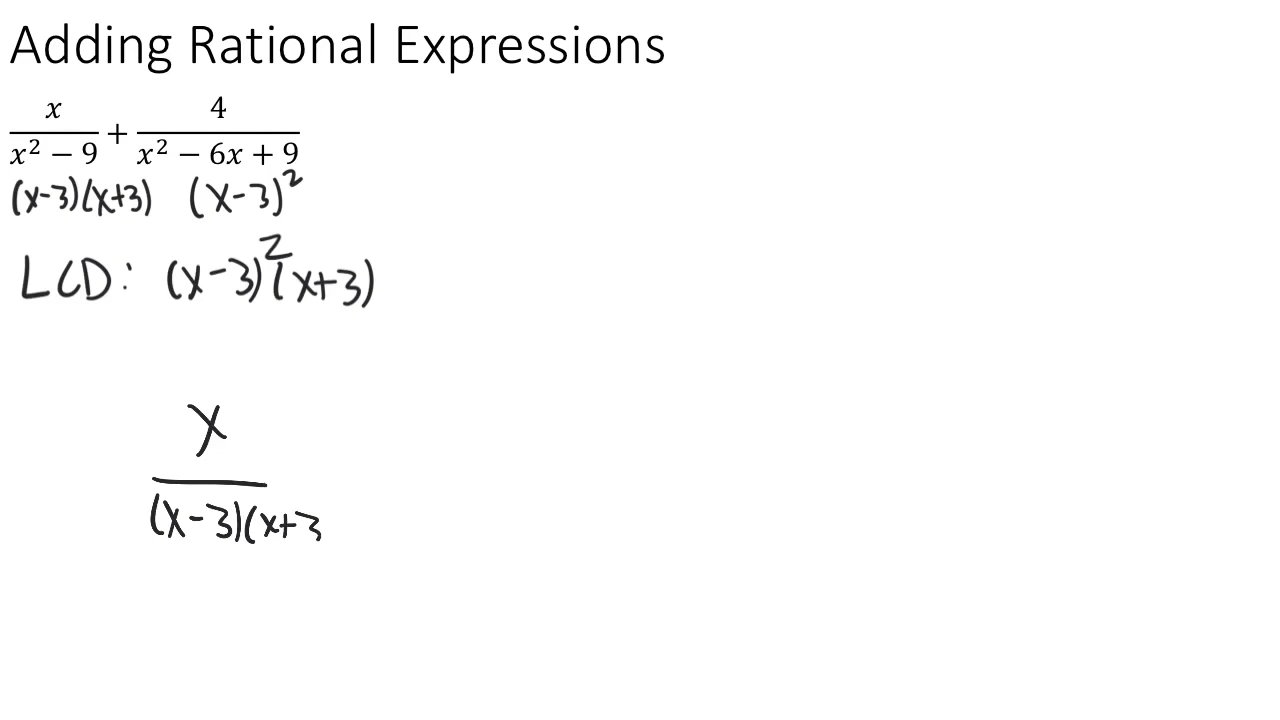 Adding Rational Expressions
x/(x² − 9) + 4/(x² − 6x + 9)
(x-3)(x+3) (x-3)²
LCD: (x-3)²(x+3)
x
(x-3)(x+3